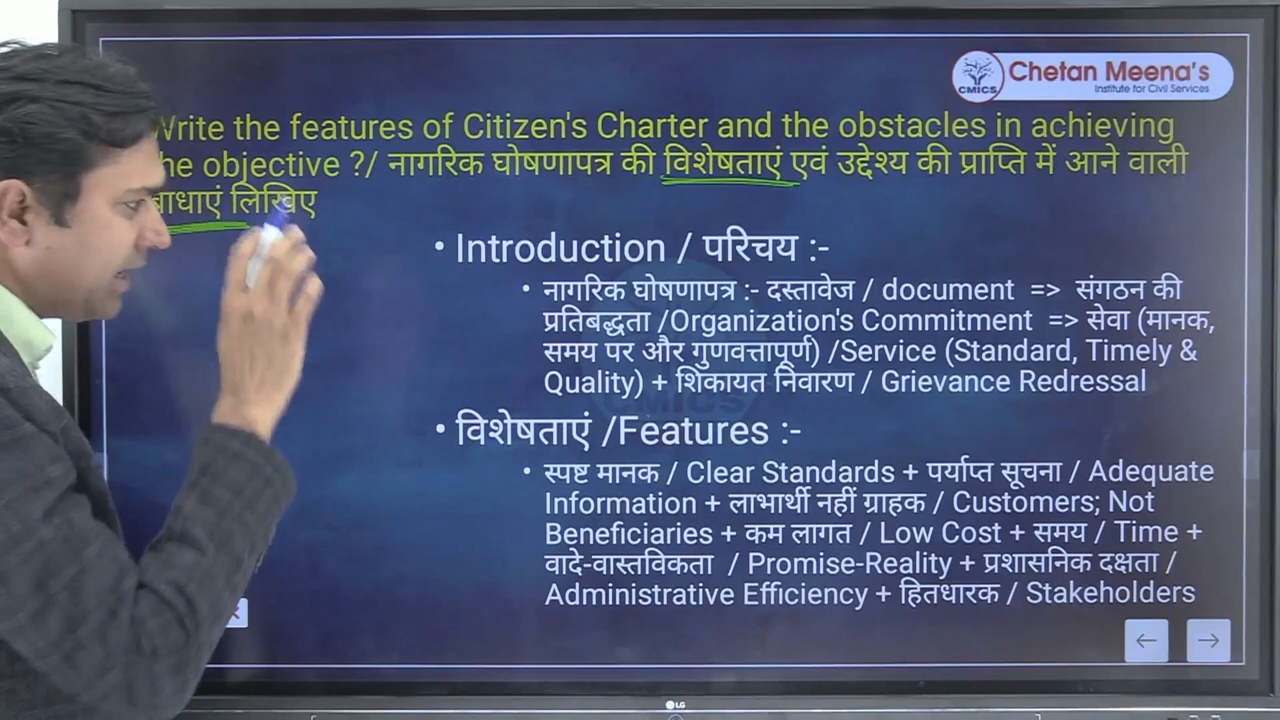 Chetan Meena's
CMICS
Institute for Civil Services
Write the features of Citizen's Charter and the obstacles in achieving
the objective ?/ नागरिक घोषणापत्र की विशेषताएं एवं उद्देश्य की प्राप्ति में आने वाली
बाधाएं लिखिए
• Introduction / परिचय :-
• नागरिक घोषणापत्र :- दस्तावेज / document => संगठन की
प्रतिबद्धता /Organization's Commitment => सेवा (मानक,
समय पर और गुणवत्तापूर्ण) /Service (Standard, Timely &
Quality) + शिकायत निवारण / Grievance Redressal
• विशेषताएं /Features :-
• स्पष्ट मानक / Clear Standards + पर्याप्त सूचना / Adequate
Information + लाभार्थी नहीं ग्राहक / Customers; Not
Beneficiaries + कम लागत / Low Cost + समय / Time +
वादे-वास्तविकता / Promise-Reality + प्रशासनिक दक्षता /
Administrative Efficiency + हितधारक / Stakeholders
LG